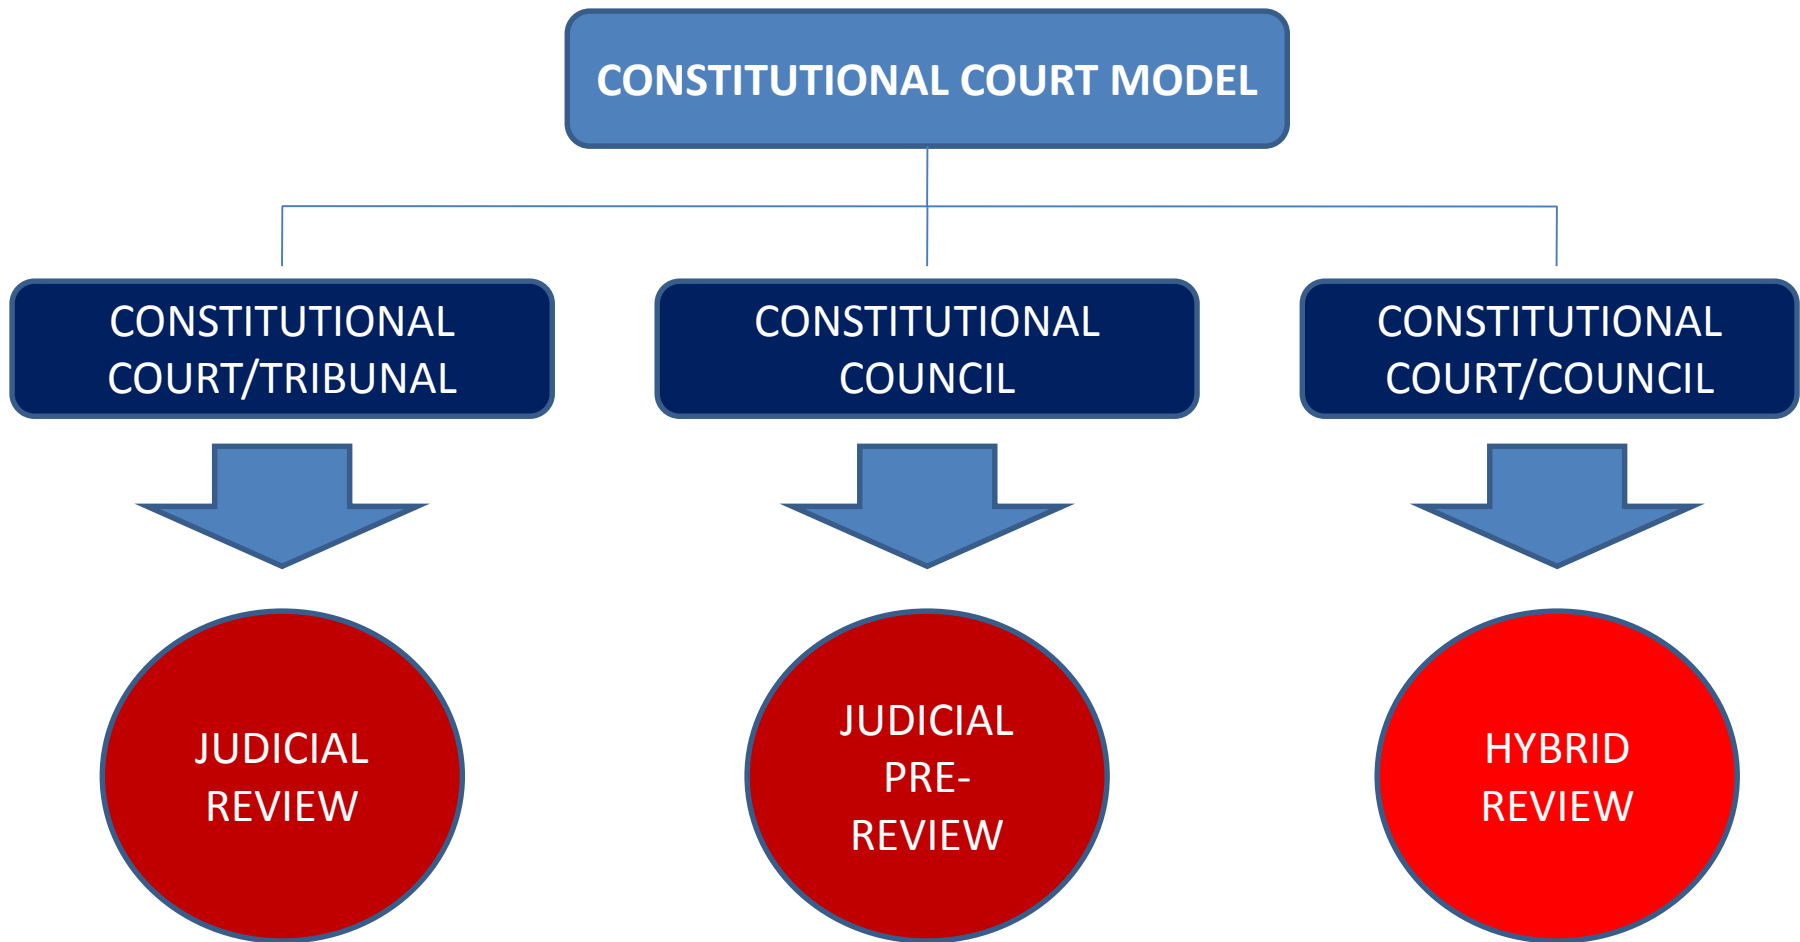 CONSTITUTIONAL COURT MODEL
CONSTITUTIONAL
COURT/TRIBUNAL
CONSTITUTIONAL
COUNCIL
CONSTITUTIONAL
COURT/COUNCIL
JUDICIAL
REVIEW
JUDICIAL
PRE-
REVIEW
HYBRID
REVIEW